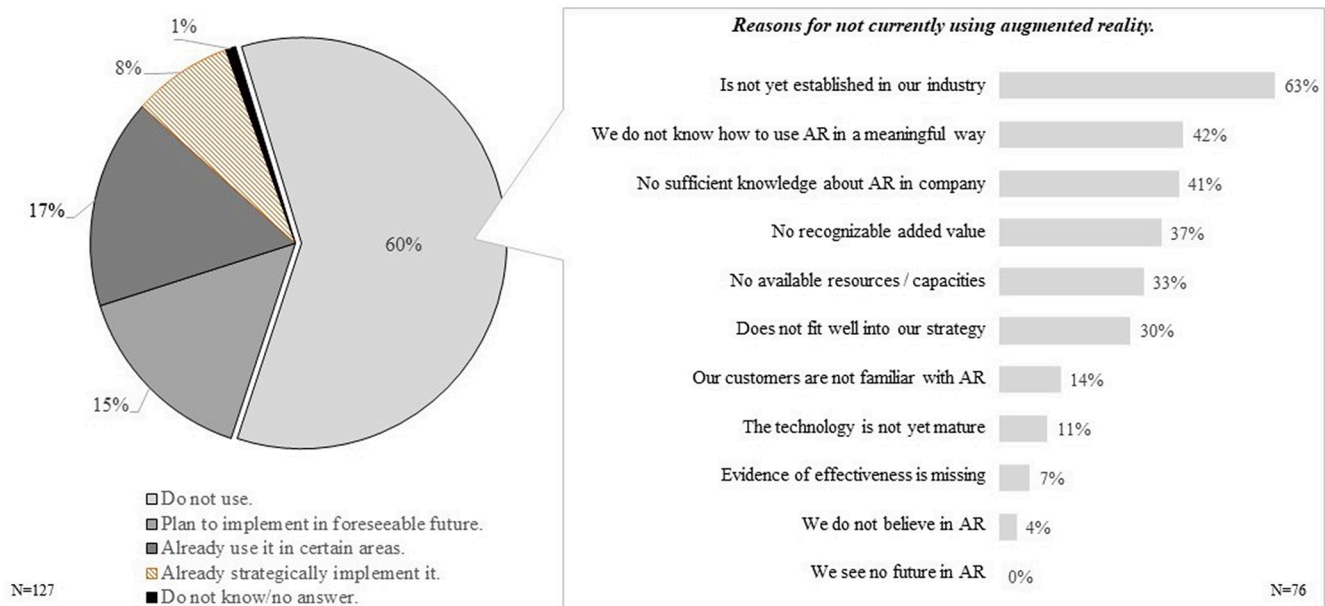 1%
8%
17%
15%
60%
Do not use.
Plan to implement in foreseeable future.
Already use it in certain areas.
Already strategically implement it.
Do not know/no answer.
N=127
Reasons for not currently using augmented reality.
Is not yet established in our industry 63%
We do not know how to use AR in a meaningful way 42%
No sufficient knowledge about AR in company 41%
No recognizable added value 37%
No available resources / capacities 33%
Does not fit well into our strategy 30%
Our customers are not familiar with AR 14%
The technology is not yet mature 11%
Evidence of effectiveness is missing 7%
We do not believe in AR 4%
We see no future in AR 0%
N=76